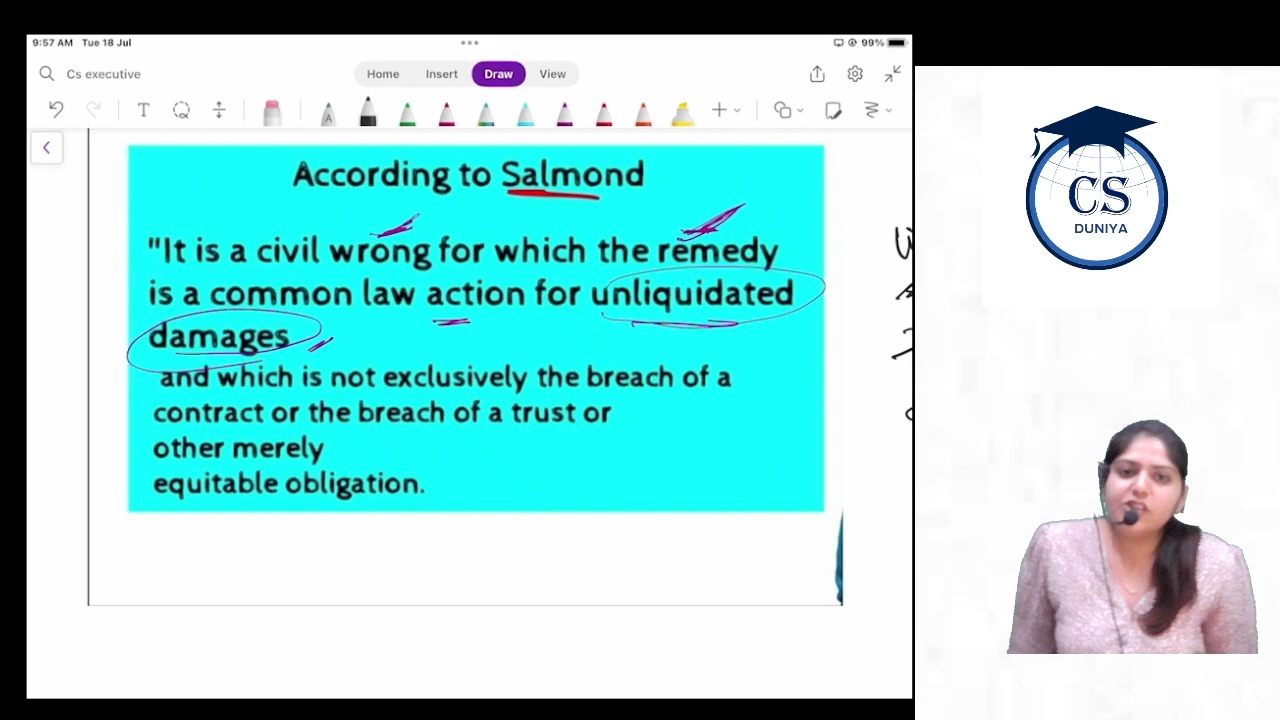 9:57 AM Tue 18 Jul
99%
Cs executive
Home Insert Draw View
According to Salmond
"It is a civil wrong for which the remedy
is a common law action for unliquidated
damages
and which is not exclusively the breach of a
contract or the breach of a trust or
other merely
equitable obligation.
CS
DUNIYA